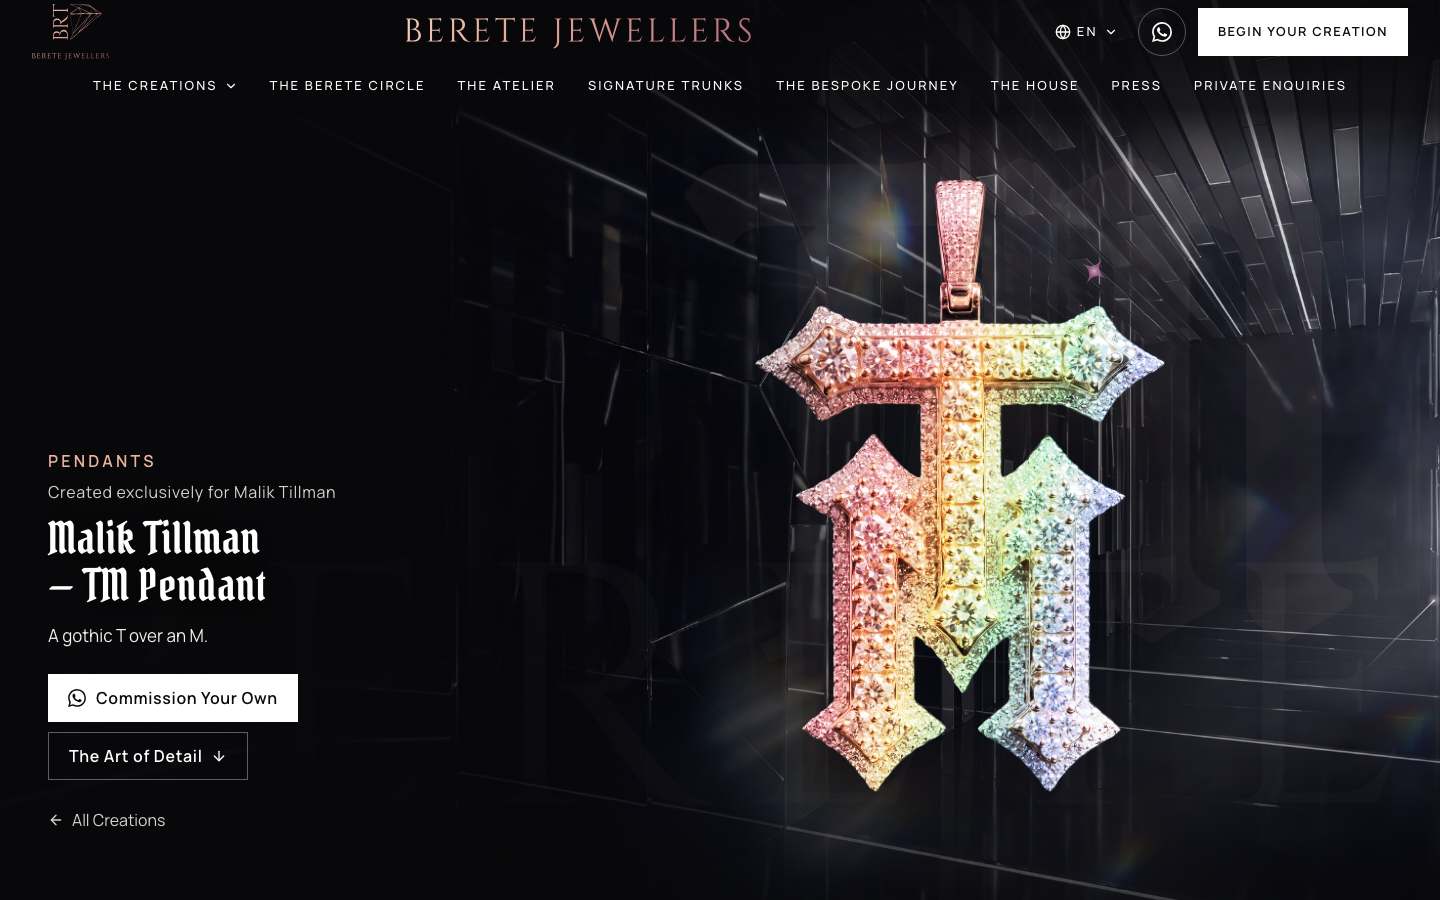 BRT
BERETE JEWELLERS
BERETE JEWELLERS
EN
BEGIN YOUR CREATION
THE CREATIONS
THE BERETE CIRCLE
THE ATELIER
SIGNATURE TRUNKS
THE BESPOKE JOURNEY
THE HOUSE
PRESS
PRIVATE ENQUIRIES
PENDANTS
Created exclusively for Malik Tillman
Malik Tillman
– TM Pendant
A gothic T over an M.
Commission Your Own
The Art of Detail
All Creations
TM